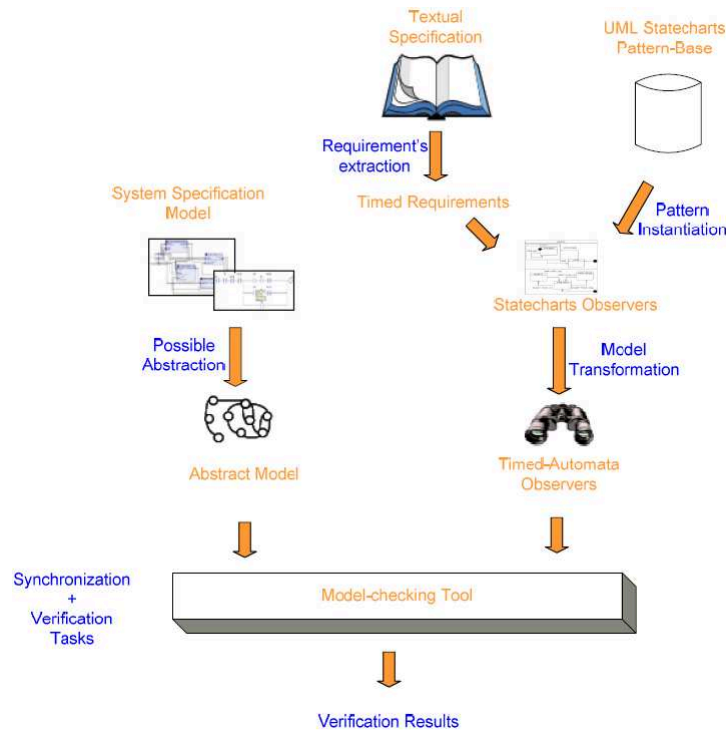 Textual
Specification
UML Statecharts
Pattern-Base
Requirement's
extraction
System Specification
Model
Timed Requirements
Pattern
Instantiation
Statecharts Observers
Possible
Abstraction
Model
Transformation
Abstract Model
Timed-Automata
Observers
Synchronization
+
Verification
Tasks
Model-checking Tool
Verification Results